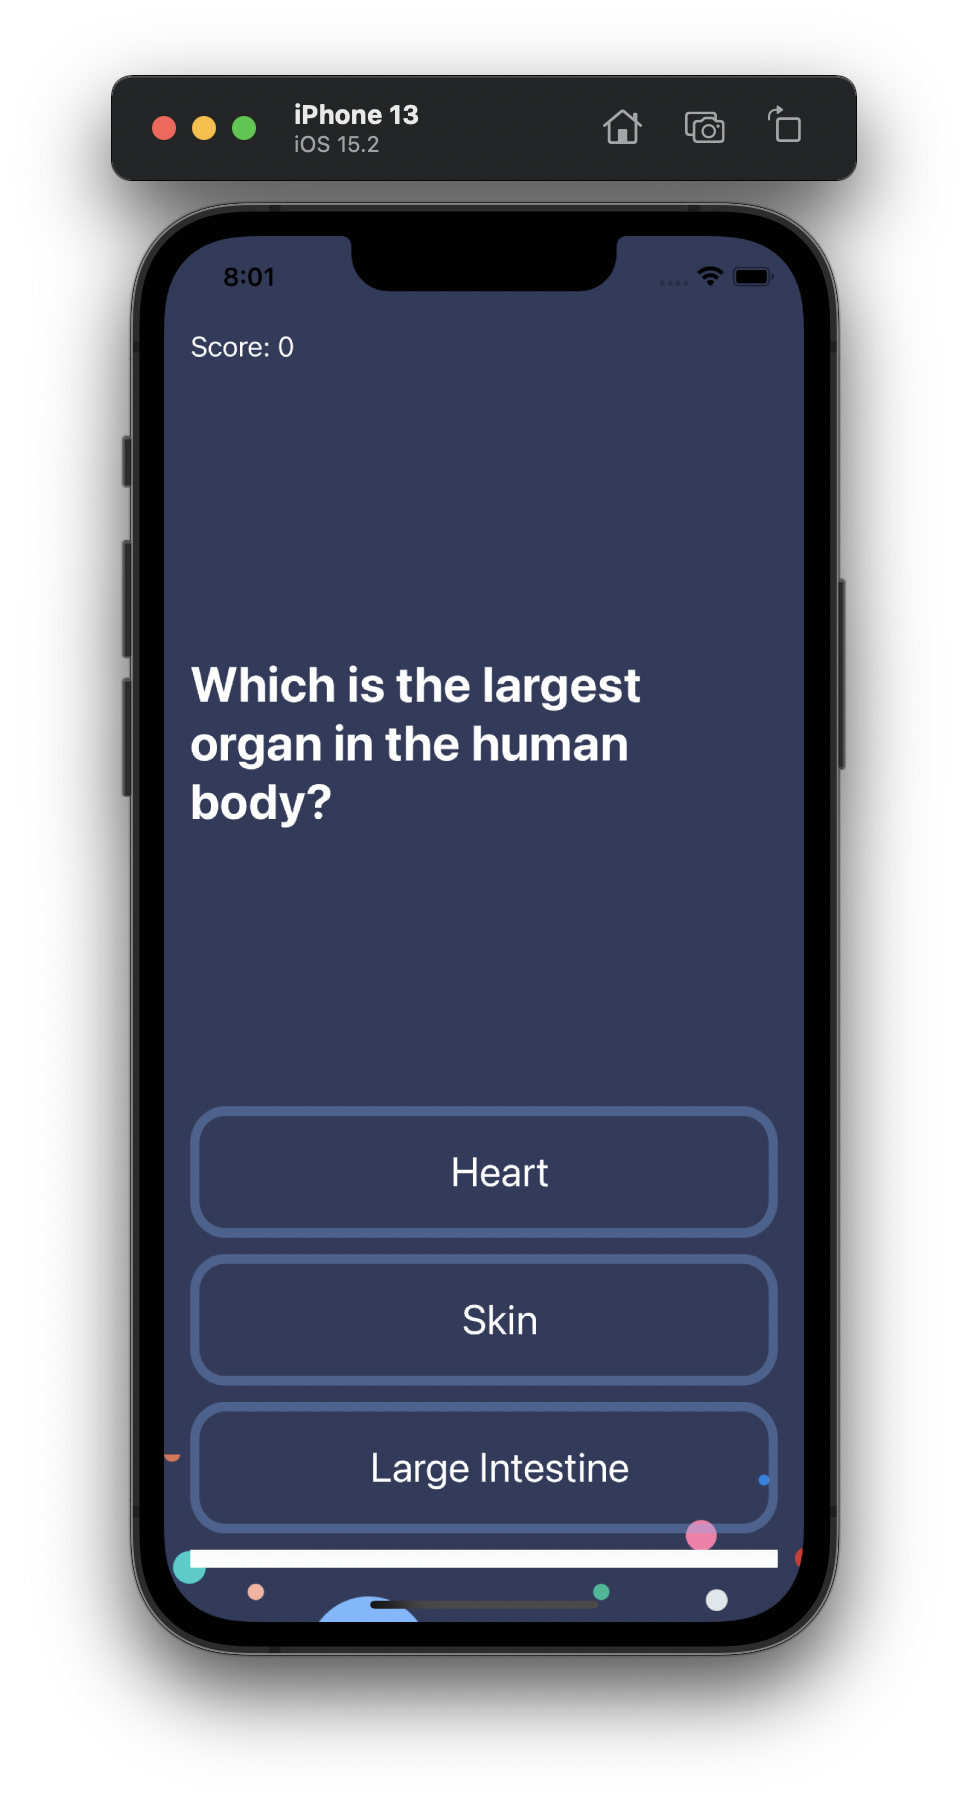 iPhone 13
iOS 15.2
8:01
Score: 0
Which is the largest
organ in the human
body?
Heart
Skin
Large Intestine